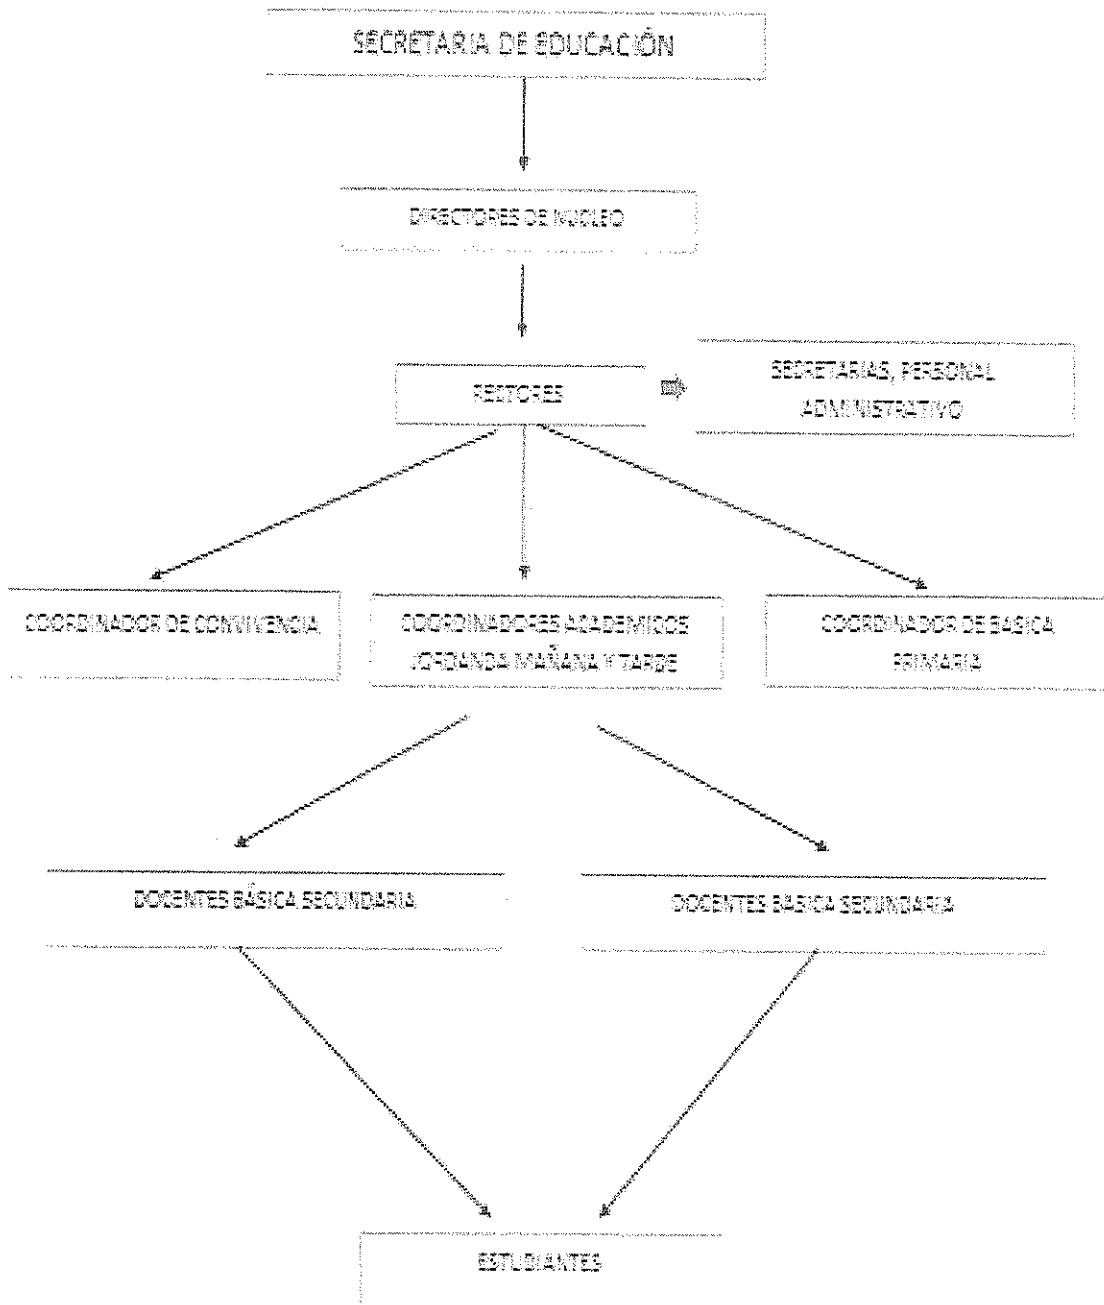 SECRETARIA DE EDUCACIÓN
DIRECTORES DE NUCLEO
RECTORES
SECRETARIAS, PERSONAL
ADMINISTRATIVO
COORDINADOR DE CONVIVENCIA
COORDINADORES ACADEMICOS
JORDANDA MAÑANA Y TARDE
COORDINADOR DE BASICA
PRIMARIA
DOCENTES BÁSICA SECUNDARIA
DOCENTES BASICA SECUNDARIA
ESTUDIANTES